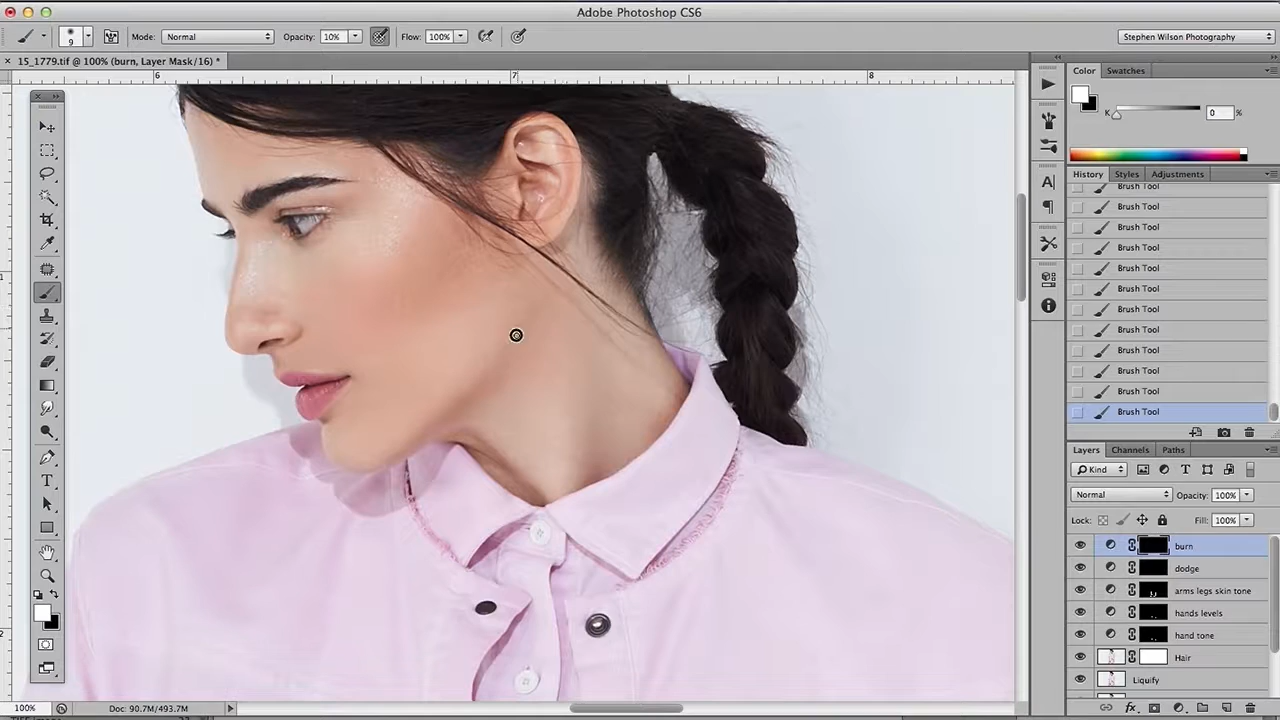 Adobe Photoshop CS6
9
Mode: Normal
Opacity: 10%
Flow: 100%
Stephen Wilson Photography
15_1779.tif @ 100% (burn, Layer Mask/16) *
6
7
8
1
2
Color
Swatches
K
0
%
History
Styles
Adjustments
Brush Tool
Brush Tool
Brush Tool
Brush Tool
Brush Tool
Brush Tool
Brush Tool
Brush Tool
Brush Tool
Brush Tool
Brush Tool
Layers
Channels
Paths
Kind
Normal
Opacity: 100%
Lock:
Fill: 100%
burn
dodge
arms legs skin tone
hands levels
hand tone
Hair
Liquify
100%
Doc: 90.7M/493.7M